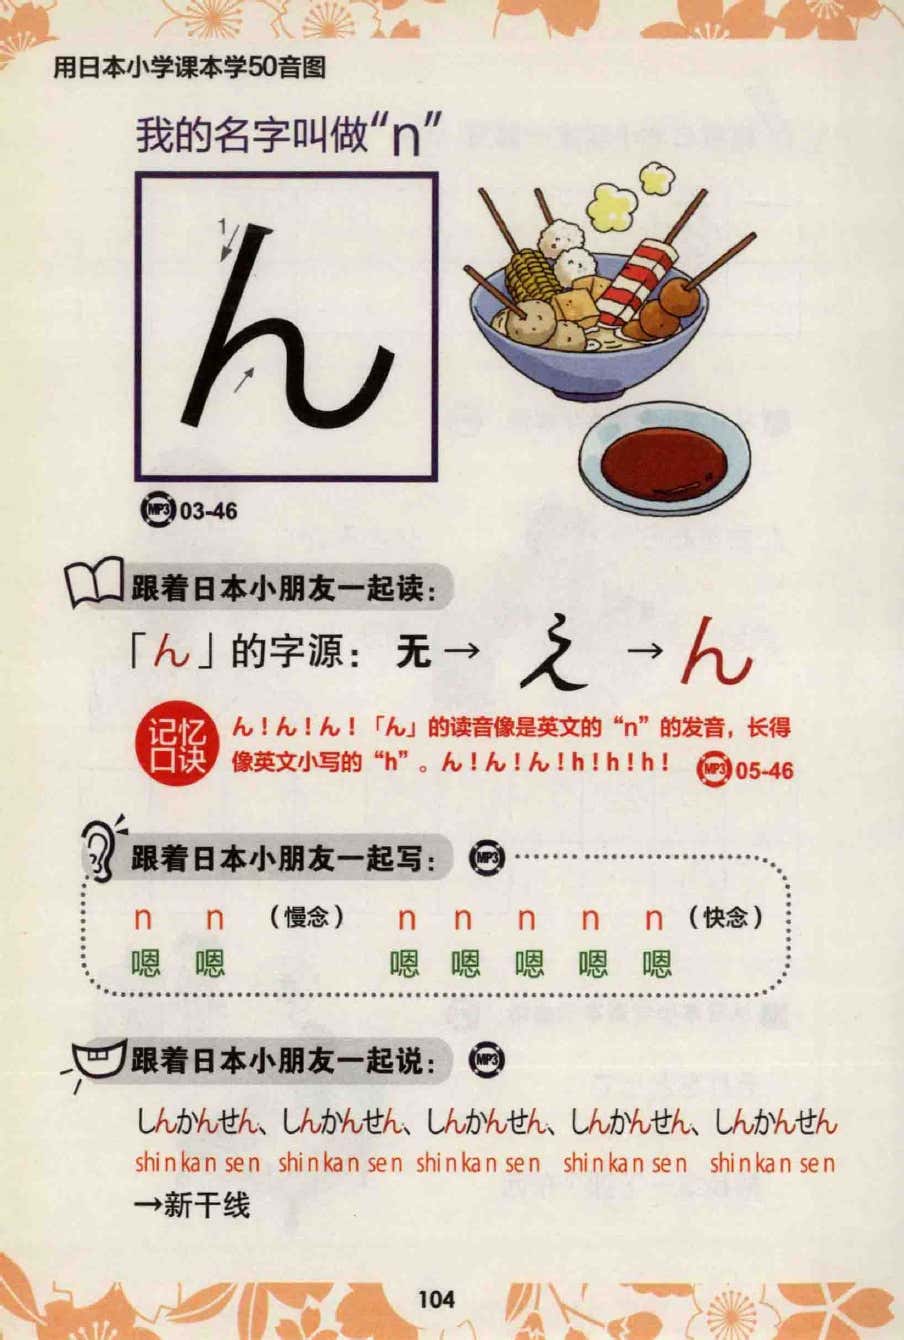 用日本小学课本学50音图
我的名字叫做“n”
1
ん
MP3 03-46
跟着日本小朋友一起读：
「ん」的字源： 无→ え →ん
记忆
口诀
ん！ん！ん！「ん」的读音像是英文的“n”的发音，长得
像英文小写的“h”。ん！ん！ん！h！h！h！ MP3 05-46
跟着日本小朋友一起写： MP3
n n （慢念） n n n n n （快念）
嗯 嗯 嗯 嗯 嗯 嗯 嗯
跟着日本小朋友一起说： MP3
しんかんせん、しんかんせん、しんかんせん、しんかんせん、しんかんせん
shin kan sen shin kan sen shin kan sen shin kan sen shin kan sen
→新干线
104